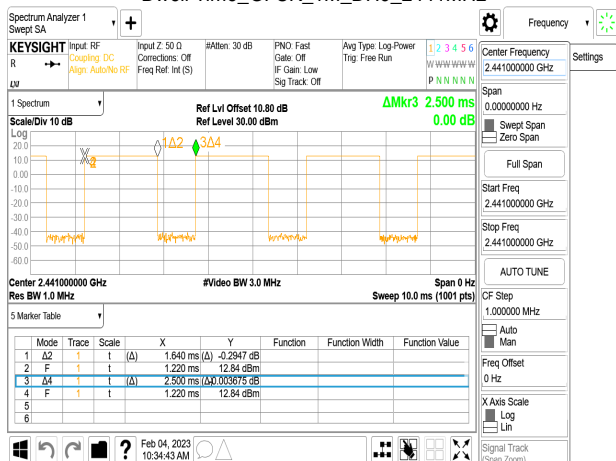 Spectrum Analyzer 1
Swept SA
+
Frequency
KEYSIGHT
Input: RF
Coupling: DC
Align: Auto/No RF
Input Z: 50 Ω
Corrections: Off
Freq Ref: Int (S)
#Atten: 30 dB
PNO: Fast
Gate: Off
IF Gain: Low
Sig Track: Off
Avg Type: Log-Power
Trig: Free Run
1 2 3 4 5 6
W W W W W W
P N N N N N
R
Center Frequency
2.441000000 GHz
Settings
Span
0.00000000 Hz
Swept Span
Zero Span
Full Span
Start Freq
2.441000000 GHz
Stop Freq
2.441000000 GHz
AUTO TUNE
CF Step
1.000000 MHz
Auto
Man
Freq Offset
0 Hz
X Axis Scale
Log
Lin
Signal Track
(Span Zoom)
1 Spectrum
Scale/Div 10 dB
Ref Lvl Offset 10.80 dB
Ref Level 30.00 dBm
ΔMkr3 2.500 ms
0.00 dB
Log
20.0
10.0
0.00
-10.0
-20.0
-30.0
-40.0
-50.0
-60.0
1Δ2
3Δ4
Center 2.441000000 GHz
Res BW 1.0 MHz
#Video BW 3.0 MHz
Span 0 Hz
Sweep 10.0 ms (1001 pts)
5 Marker Table
Mode Trace Scale X Y Function Function Width Function Value
1 Δ2 1 t (Δ) 1.640 ms (Δ) -0.2947 dB
2 F 1 t 1.220 ms 12.84 dBm
3 Δ4 1 t (Δ) 2.500 ms (Δ) 0.003675 dB
4 F 1 t 1.220 ms 12.84 dBm
5
6
?
Feb 04, 2023
10:34:43 AM